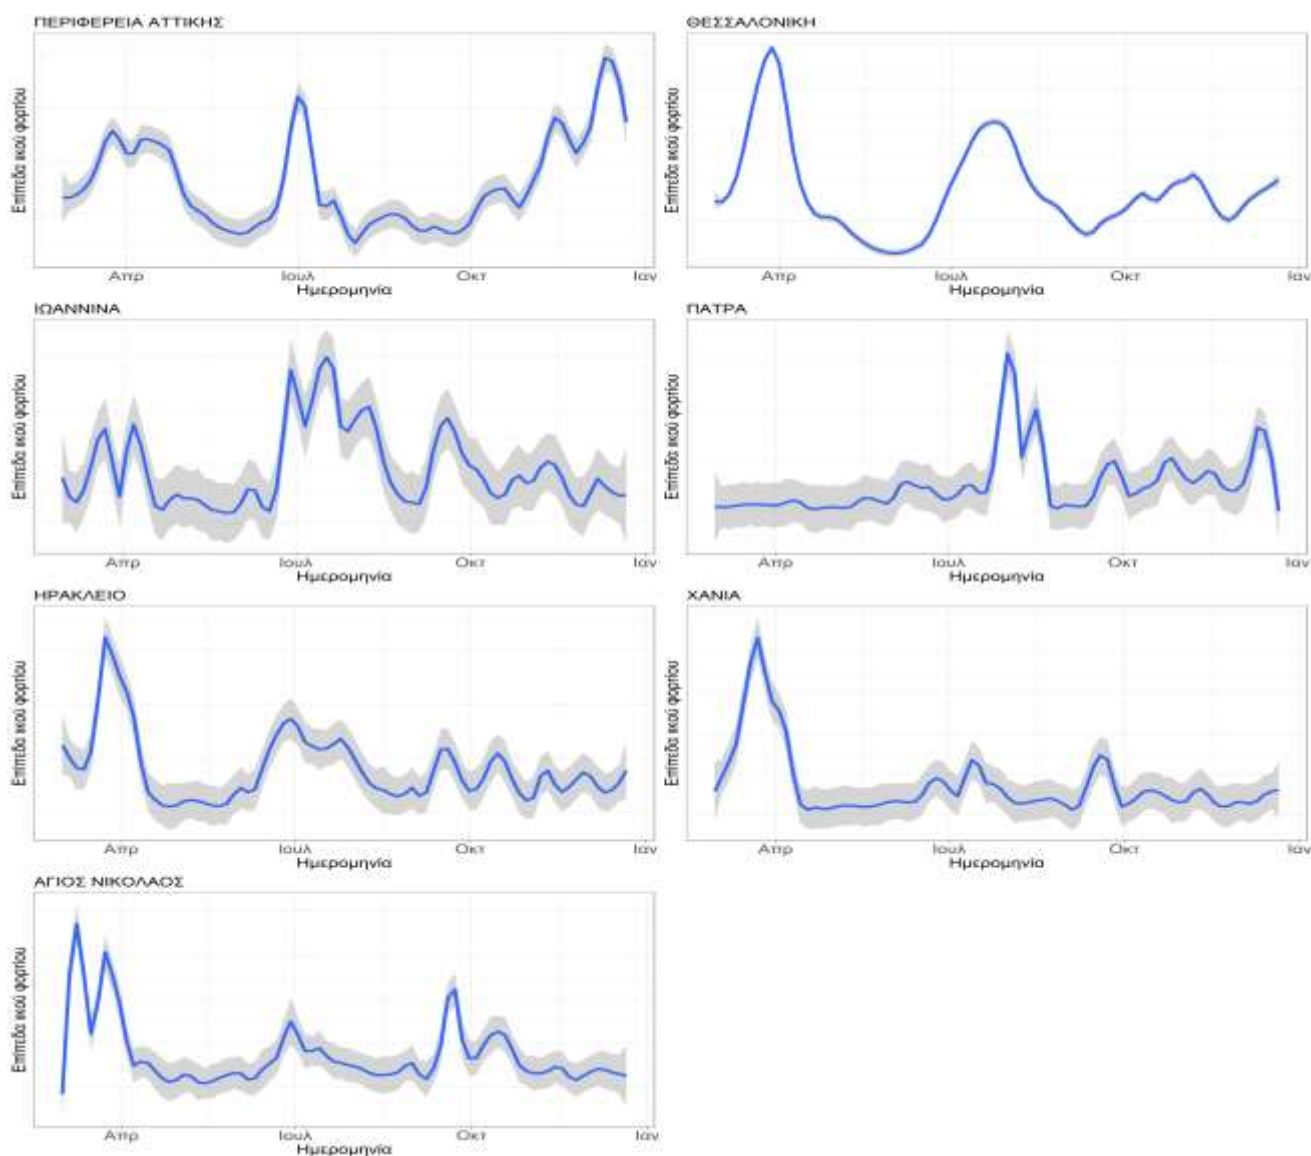 ΠΕΡΙΦΕΡΕΙΑ ΑΤΤΙΚΗΣ
Επίπεδα ιικού φορτίου
Απρ Ιουλ Οκτ Ιαν
Ημερομηνία
ΘΕΣΣΑΛΟΝΙΚΗ
Επίπεδα ιικού φορτίου
Απρ Ιουλ Οκτ Ιαν
Ημερομηνία
ΙΩΑΝΝΙΝΑ
Επίπεδα ιικού φορτίου
Απρ Ιουλ Οκτ Ιαν
Ημερομηνία
ΠΑΤΡΑ
Επίπεδα ιικού φορτίου
Απρ Ιουλ Οκτ Ιαν
Ημερομηνία
ΗΡΑΚΛΕΙΟ
Επίπεδα ιικού φορτίου
Απρ Ιουλ Οκτ Ιαν
Ημερομηνία
ΧΑΝΙΑ
Επίπεδα ιικού φορτίου
Απρ Ιουλ Οκτ Ιαν
Ημερομηνία
ΑΓΙΟΣ ΝΙΚΟΛΑΟΣ
Επίπεδα ιικού φορτίου
Απρ Ιουλ Οκτ Ιαν
Ημερομηνία